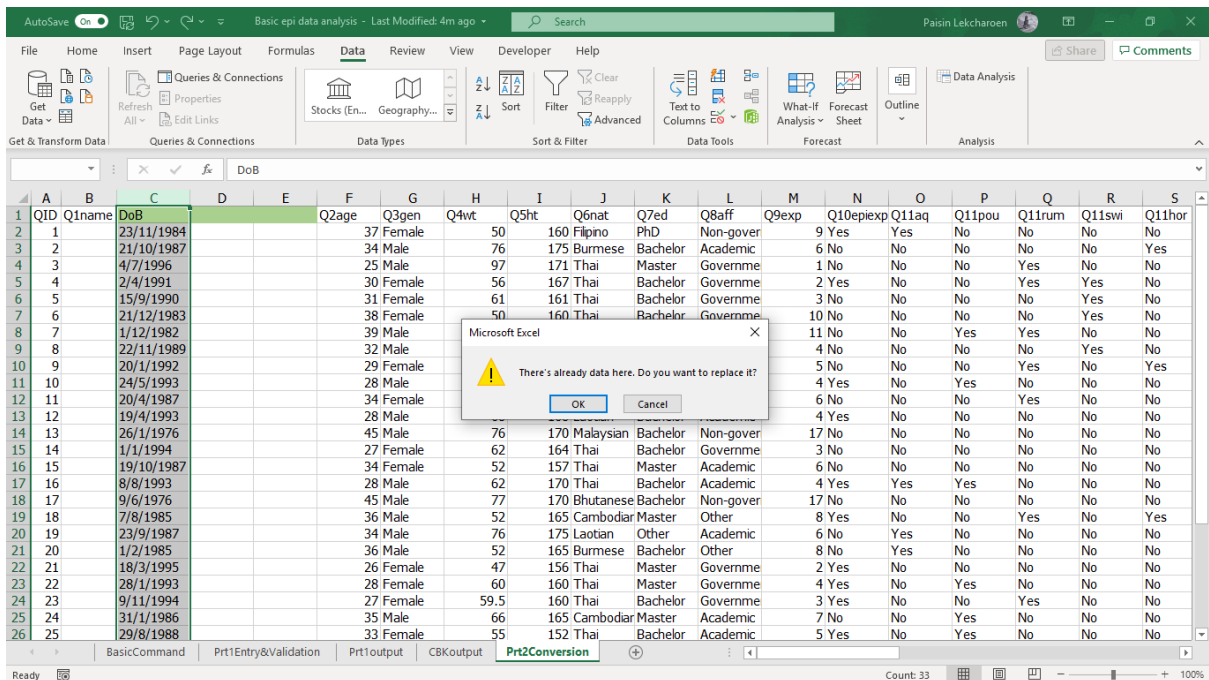 AutoSave On Basic epi data analysis - Last Modified: 4m ago Search Paisin Lekcharoen
File Home Insert Page Layout Formulas Data Review View Developer Help Share Comments
Get Data Refresh All Queries & Connections Properties Edit Links Stocks (En... Geography... Sort Filter Clear Reapply Advanced Text to Columns What-If Analysis Forecast Sheet Outline Data Analysis
Get & Transform Data Queries & Connections Data Types Sort & Filter Data Tools Forecast Analysis
fx DoB
A B C D E F G H I J K L M N O P Q R S
1 QID Q1name DoB Q2age Q3gen Q4wt Q5ht Q6nat Q7ed Q8aff Q9exp Q10epiexp Q11aq Q11pou Q11rum Q11swi Q11hor
2 1 23/11/1984 37 Female 50 160 Filipino PhD Non-gover 9 Yes Yes No No No No
3 2 21/10/1987 34 Male 76 175 Burmese Bachelor Academic 6 No No No No No Yes
4 3 4/7/1996 25 Male 97 171 Thai Master Governme 1 No No No Yes No No
5 4 2/4/1991 30 Female 56 167 Thai Bachelor Governme 2 Yes No No Yes Yes No
6 5 15/9/1990 31 Female 61 161 Thai Bachelor Governme 3 No No No No Yes No
7 6 21/12/1983 38 Female 50 160 Thai Bachelor Governme 10 No No No No Yes No
8 7 1/12/1982 39 Male 11 No No Yes Yes No No
9 8 22/11/1989 32 Male 4 No No No No Yes No
10 9 20/1/1992 29 Female 5 No No No Yes No Yes
11 10 24/5/1993 28 Male 4 Yes No Yes No No No
12 11 20/4/1987 34 Female 6 No No No Yes No No
13 12 19/4/1993 28 Male 4 Yes No No No No No
14 13 26/1/1976 45 Male 76 170 Malaysian Bachelor Non-gover 17 No No No No No No
15 14 1/1/1994 27 Female 62 164 Thai Bachelor Governme 3 No No No No No No
16 15 19/10/1987 34 Female 52 157 Thai Master Academic 6 No No No No No No
17 16 8/8/1993 28 Male 62 170 Thai Bachelor Academic 4 Yes Yes Yes No No No
18 17 9/6/1976 45 Male 77 170 Bhutanese Bachelor Non-gover 17 No No No No No No
19 18 7/8/1985 36 Male 52 165 Cambodian Master Other 8 Yes No No Yes No Yes
20 19 23/9/1987 34 Male 76 175 Laotian Other Academic 6 No Yes No No No No
21 20 1/2/1985 36 Male 52 165 Burmese Bachelor Other 8 No Yes No No No No
22 21 18/3/1995 26 Female 47 156 Thai Master Governme 2 Yes No No No No No
23 22 28/1/1993 28 Female 60 160 Thai Master Governme 4 Yes No Yes No No No
24 23 9/11/1994 27 Female 59.5 160 Thai Bachelor Governme 3 Yes No No Yes No No
25 24 31/1/1986 35 Male 66 165 Cambodian Master Academic 7 No No Yes No No No
26 25 29/8/1988 33 Female 55 152 Thai Bachelor Academic 5 Yes No Yes No No No
Microsoft Excel
There's already data here. Do you want to replace it?
OK Cancel
BasicCommand Prt1Entry&Validation Prt1output CBKoutput Prt2Conversion
Ready Count: 33 100%